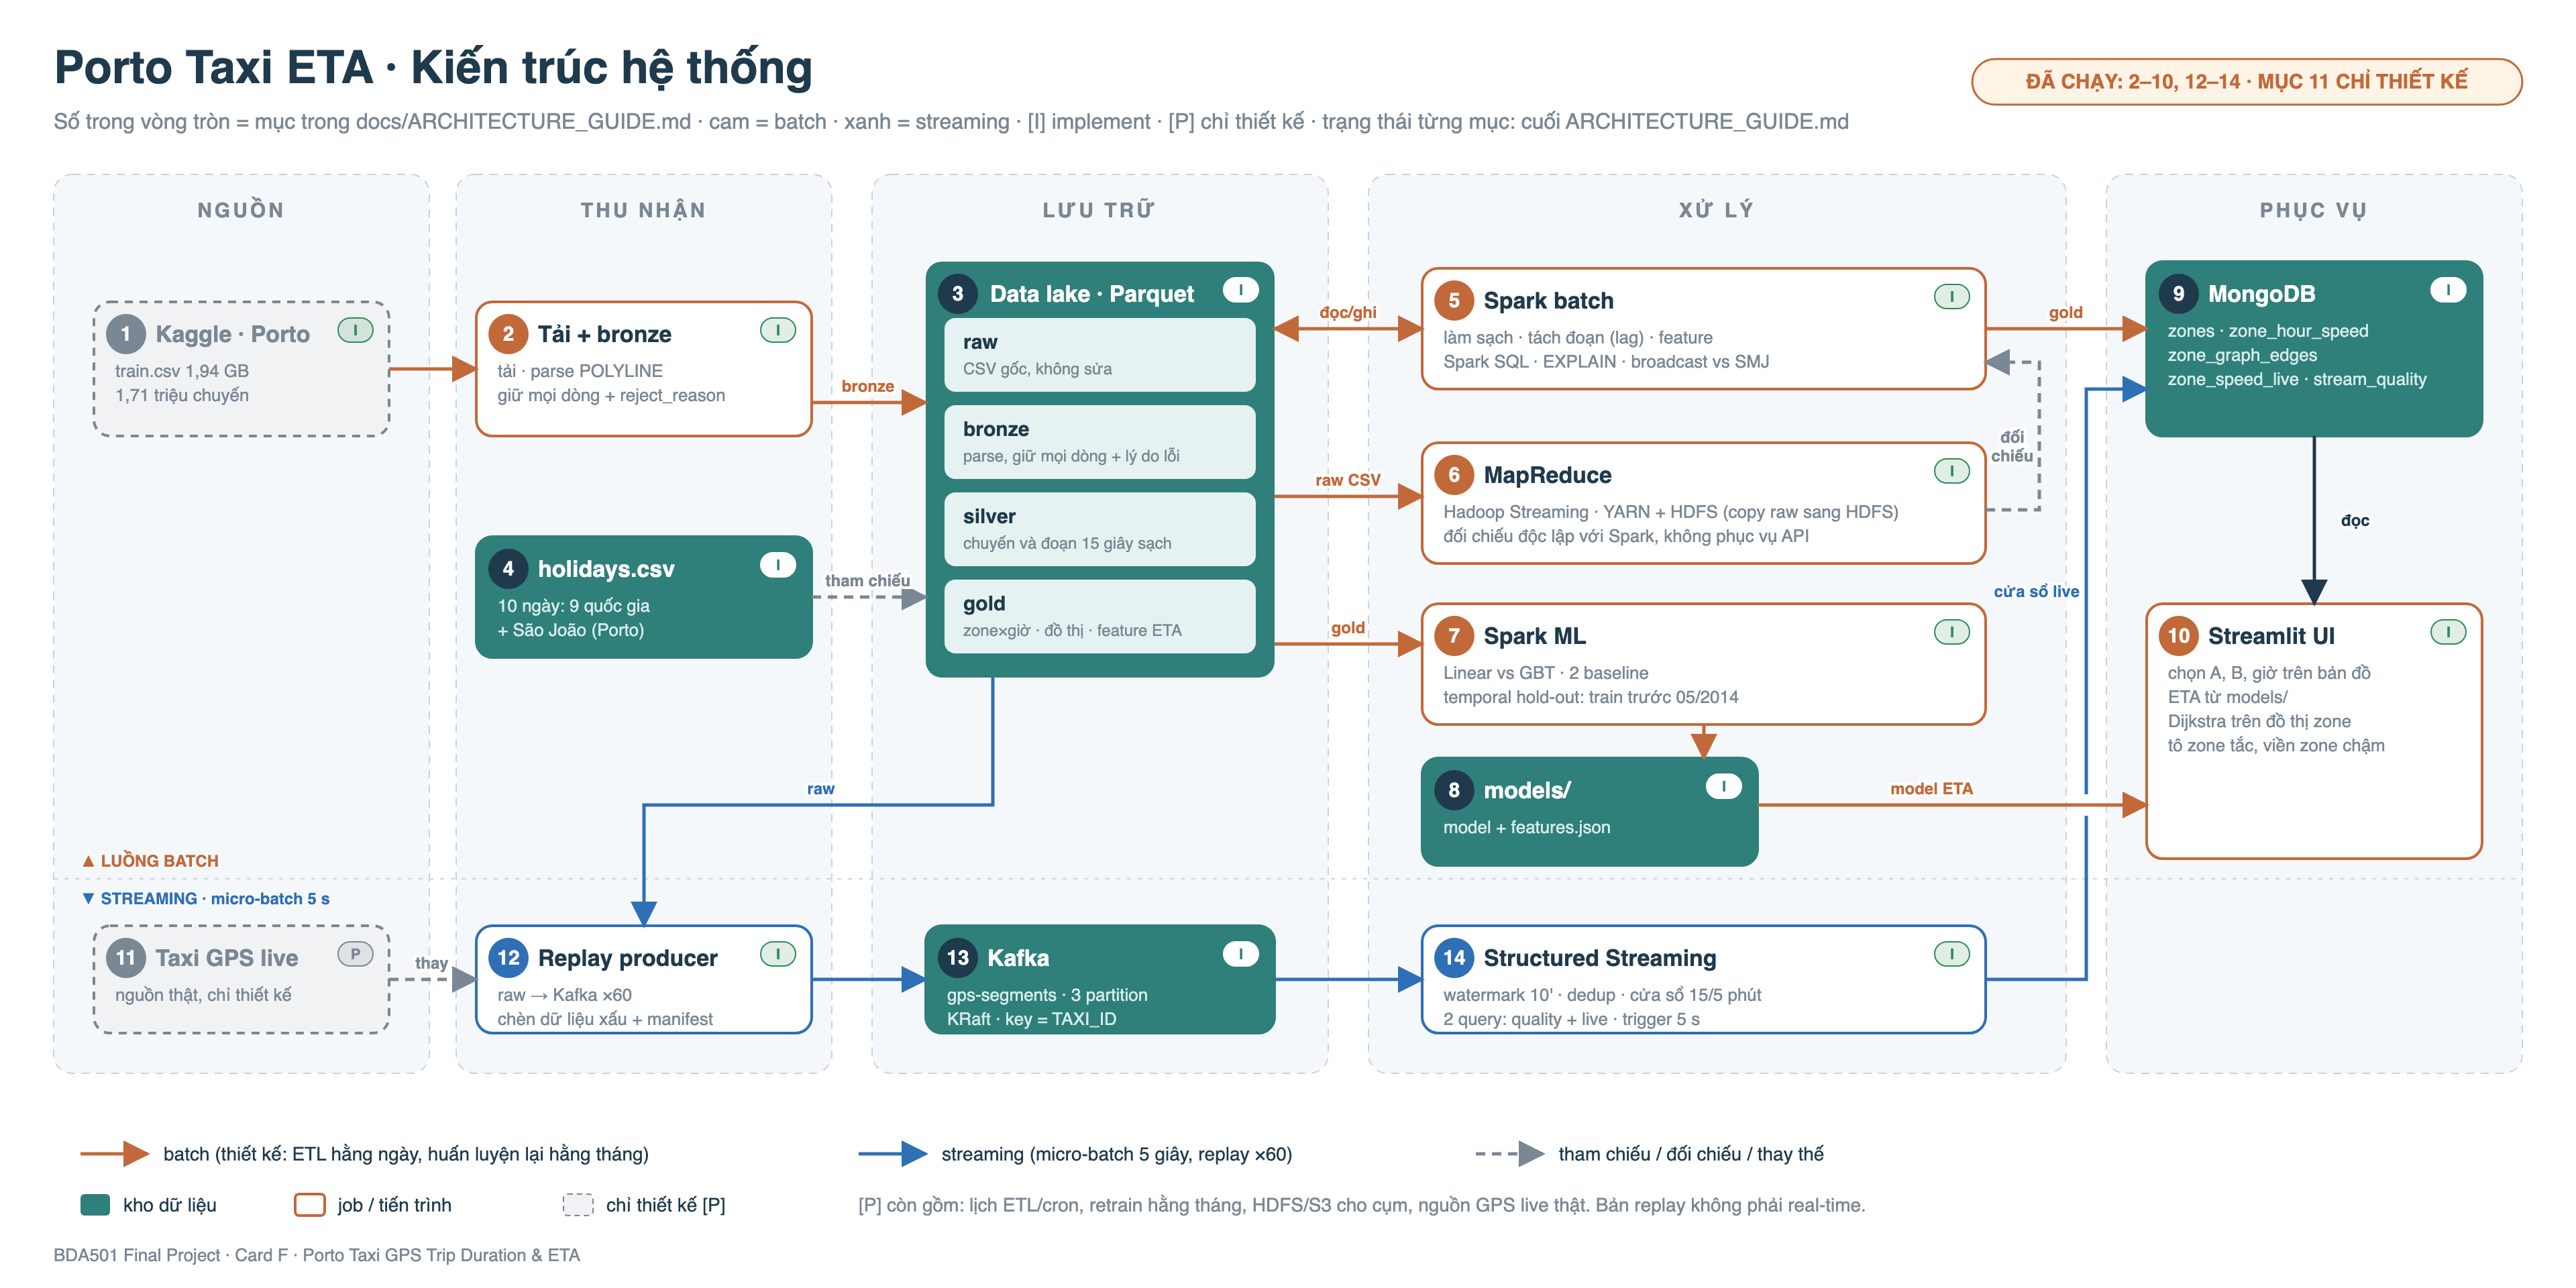 Porto Taxi ETA · Kiến trúc hệ thống
ĐÃ CHẠY: 2–10, 12–14 · MỤC 11 CHỈ THIẾT KẾ
Số trong vòng tròn = mục trong docs/ARCHITECTURE_GUIDE.md · cam = batch · xanh = streaming · [I] implement · [P] chỉ thiết kế · trạng thái từng mục: cuối ARCHITECTURE_GUIDE.md
NGUỒN
1 Kaggle · Porto I
train.csv 1,94 GB
1,71 triệu chuyến
THU NHẬN
2 Tải + bronze I
tải · parse POLYLINE
giữ mọi dòng + reject_reason
bronze
4 holidays.csv I
10 ngày: 9 quốc gia
+ São João (Porto)
tham chiếu
LƯU TRỮ
3 Data lake · Parquet I
raw
CSV gốc, không sửa
bronze
parse, giữ mọi dòng + lý do lỗi
silver
chuyến và đoạn 15 giây sạch
gold
zone×giờ · đồ thị · feature ETA
đọc/ghi
raw CSV
gold
raw
XỬ LÝ
5 Spark batch I
làm sạch · tách đoạn (lag) · feature
Spark SQL · EXPLAIN · broadcast vs SMJ
gold
6 MapReduce I
Hadoop Streaming · YARN + HDFS (copy raw sang HDFS)
đối chiếu độc lập với Spark, không phục vụ API
đối
chiếu
7 Spark ML I
Linear vs GBT · 2 baseline
temporal hold-out: train trước 05/2014
cửa sổ live
8 models/ I
model + features.json
model ETA
PHỤC VỤ
9 MongoDB I
zones · zone_hour_speed
zone_graph_edges
zone_speed_live · stream_quality
đọc
10 Streamlit UI I
chọn A, B, giờ trên bản đồ
ETA từ models/
Dijkstra trên đồ thị zone
tô zone tắc, viền zone chậm
▲ LUỒNG BATCH
▼ STREAMING · micro-batch 5 s
11 Taxi GPS live P
nguồn thật, chỉ thiết kế
thay
12 Replay producer I
raw → Kafka ×60
chèn dữ liệu xấu + manifest
13 Kafka I
gps-segments · 3 partition
KRaft · key = TAXI_ID
14 Structured Streaming I
watermark 10' · dedup · cửa sổ 15/5 phút
2 query: quality + live · trigger 5 s
batch (thiết kế: ETL hằng ngày, huấn luyện lại hằng tháng)
streaming (micro-batch 5 giây, replay ×60)
tham chiếu / đối chiếu / thay thế
kho dữ liệu
job / tiến trình
chỉ thiết kế [P]
[P] còn gồm: lịch ETL/cron, retrain hằng tháng, HDFS/S3 cho cụm, nguồn GPS live thật. Bản replay không phải real-time.
BDA501 Final Project · Card F · Porto Taxi GPS Trip Duration & ETA